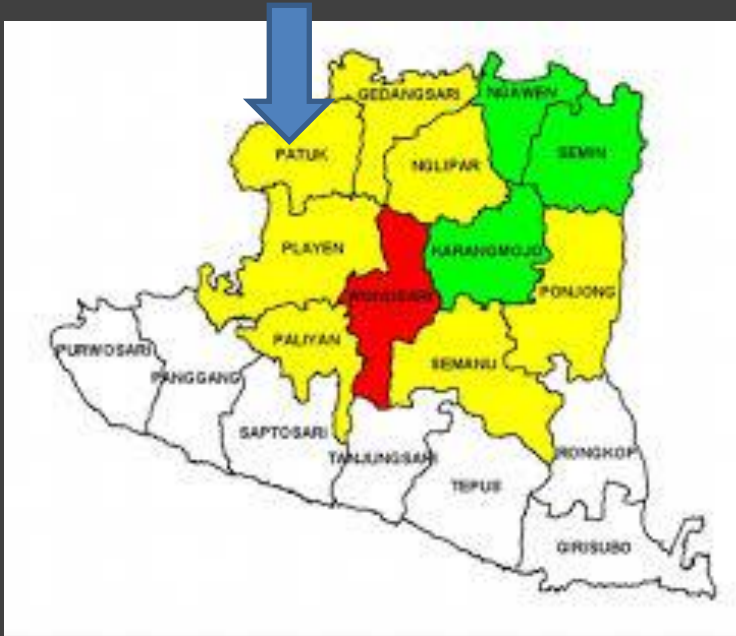 GEDANGSARI
NGAWEN
PATUK
NGLIPAR
SEMIN
PLAYEN
KARANGMOJO
WONOSARI
PONJONG
PALIYAN
SEMANU
PURWOSARI
PANGGANG
SAPTOSARI
TANJUNGSARI
TEPUS
RONGKOP
GIRISUBO